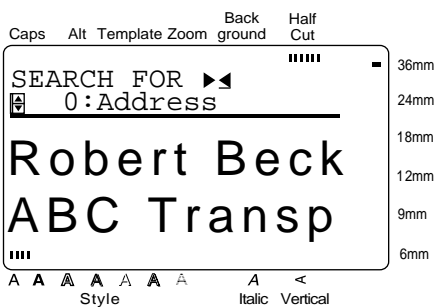 Caps Alt Template Zoom Back ground Half Cut
SEARCH FOR ▶◀
0:Address
Robert Beck
ABC Transp
36mm
24mm
18mm
12mm
9mm
6mm
A A A A A A A A A
Style Italic Vertical